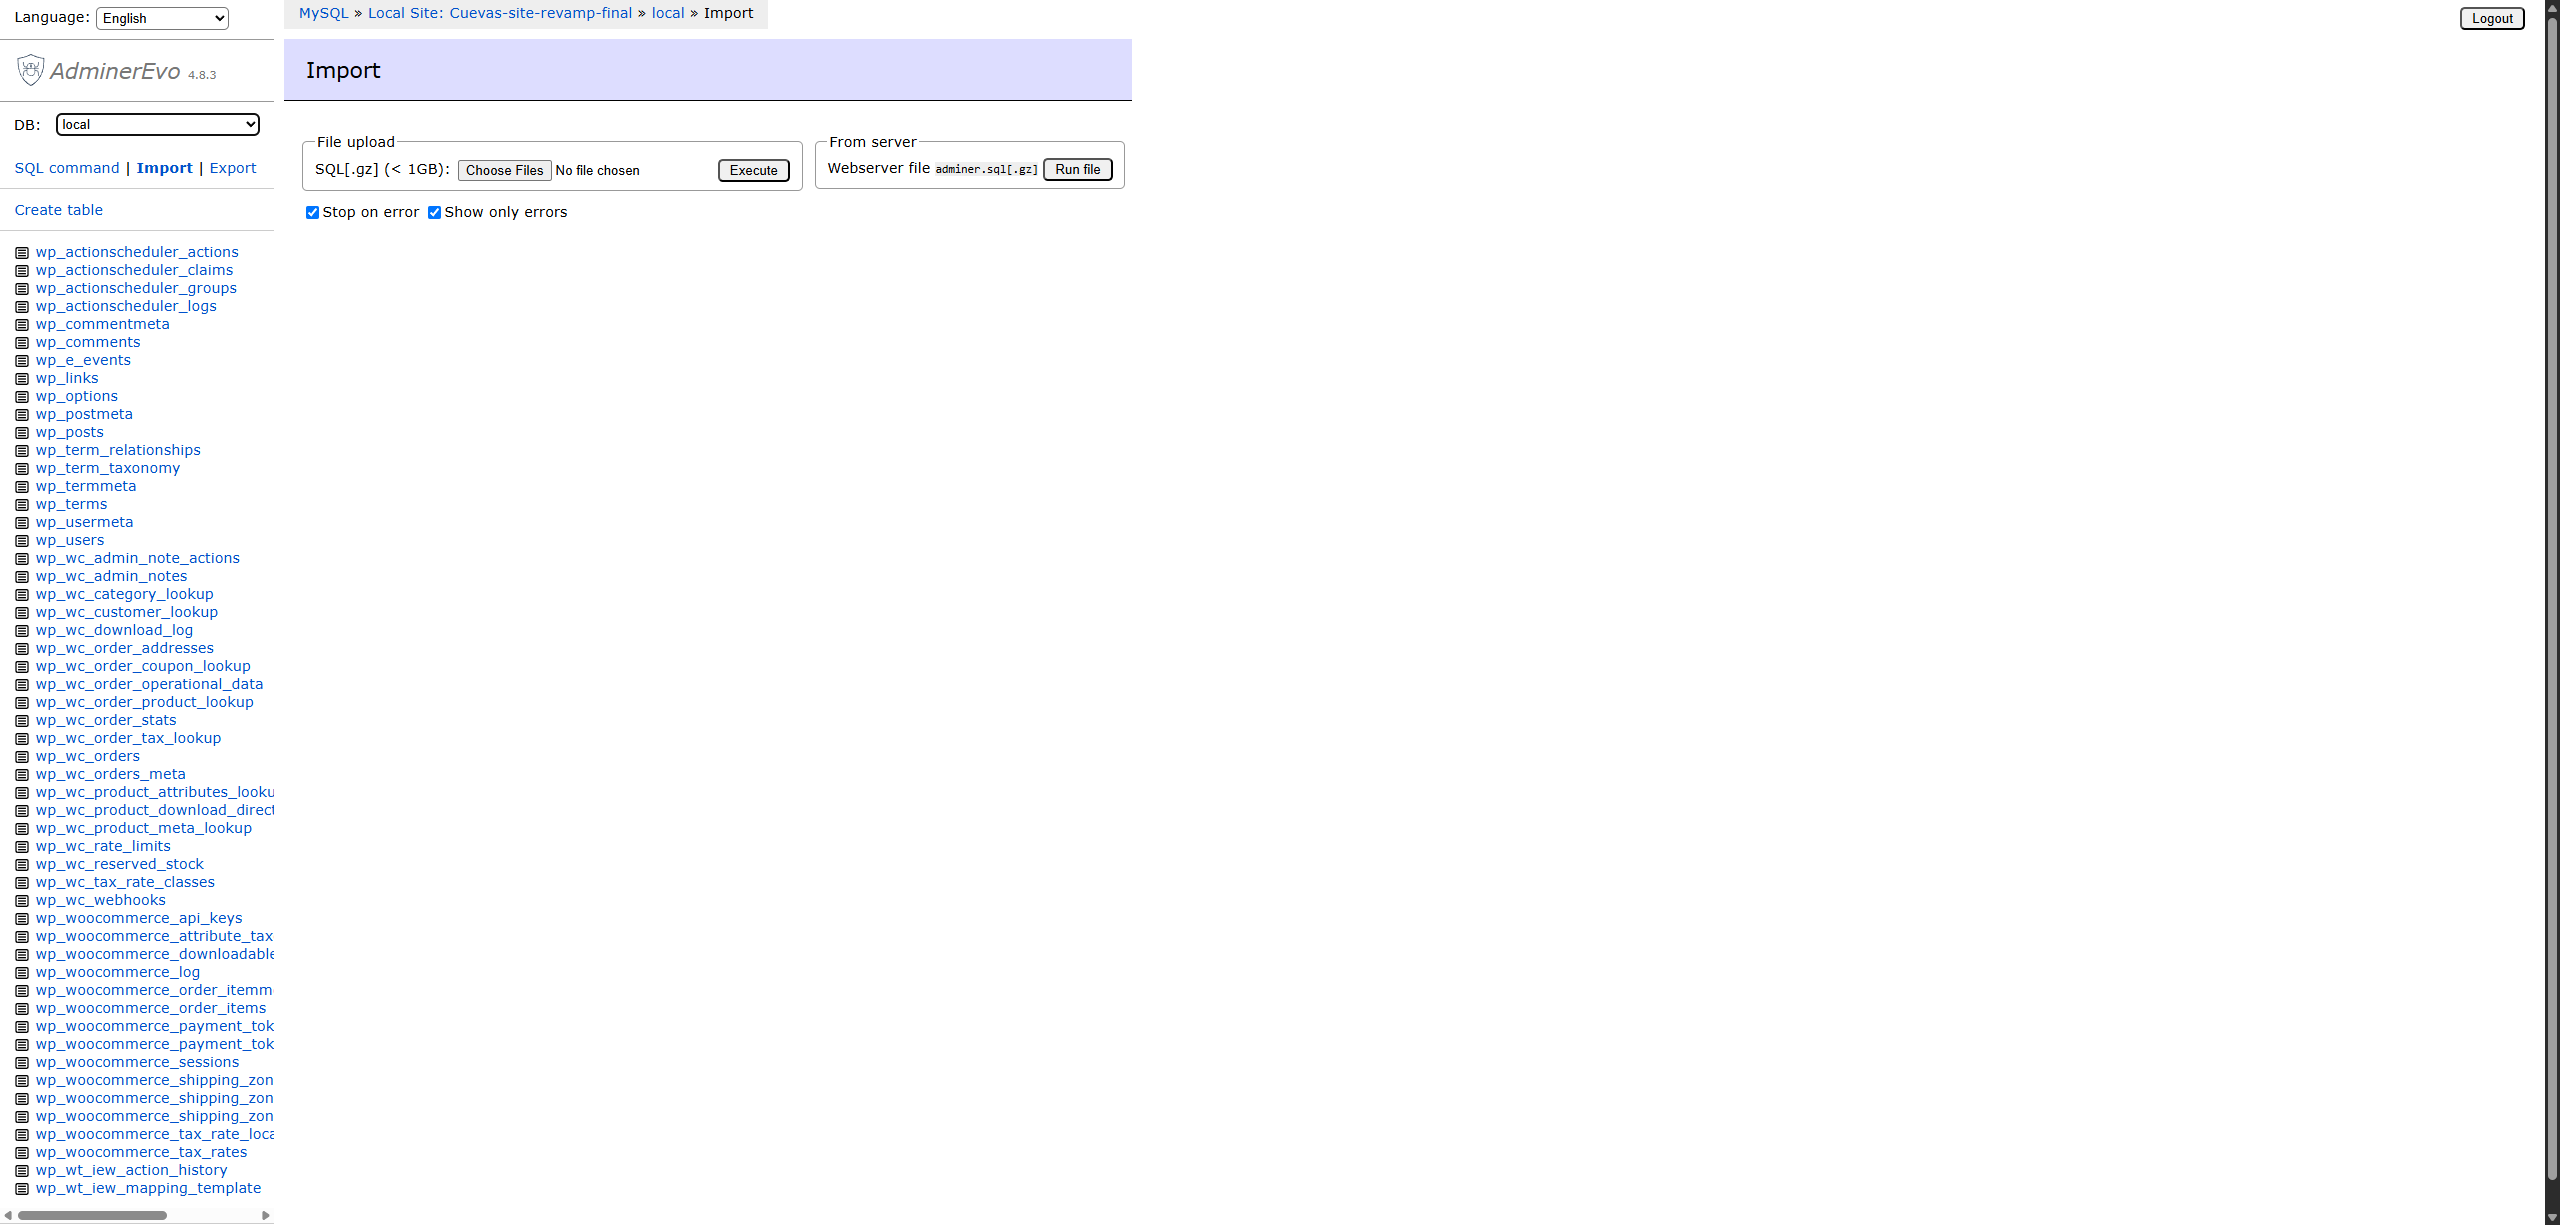 Language: English
MySQL » Local Site: Cuevas-site-revamp-final » local » Import
Logout
AdminerEvo 4.8.3
Import
DB: local
SQL command | Import | Export
File upload
SQL[.gz] (< 1GB): Choose Files No file chosen Execute
From server
Webserver file adminer.sql[.gz] Run file
Stop on error Show only errors
Create table
wp_actionscheduler_actions
wp_actionscheduler_claims
wp_actionscheduler_groups
wp_actionscheduler_logs
wp_commentmeta
wp_comments
wp_e_events
wp_links
wp_options
wp_postmeta
wp_posts
wp_term_relationships
wp_term_taxonomy
wp_termmeta
wp_terms
wp_usermeta
wp_users
wp_wc_admin_note_actions
wp_wc_admin_notes
wp_wc_category_lookup
wp_wc_customer_lookup
wp_wc_download_log
wp_wc_order_addresses
wp_wc_order_coupon_lookup
wp_wc_order_operational_data
wp_wc_order_product_lookup
wp_wc_order_stats
wp_wc_order_tax_lookup
wp_wc_orders
wp_wc_orders_meta
wp_wc_product_attributes_looku
wp_wc_product_download_direct
wp_wc_product_meta_lookup
wp_wc_rate_limits
wp_wc_reserved_stock
wp_wc_tax_rate_classes
wp_wc_webhooks
wp_woocommerce_api_keys
wp_woocommerce_attribute_tax
wp_woocommerce_downloadable
wp_woocommerce_log
wp_woocommerce_order_itemm
wp_woocommerce_order_items
wp_woocommerce_payment_tok
wp_woocommerce_payment_tok
wp_woocommerce_sessions
wp_woocommerce_shipping_zon
wp_woocommerce_shipping_zon
wp_woocommerce_shipping_zon
wp_woocommerce_tax_rate_loca
wp_woocommerce_tax_rates
wp_wt_iew_action_history
wp_wt_iew_mapping_template